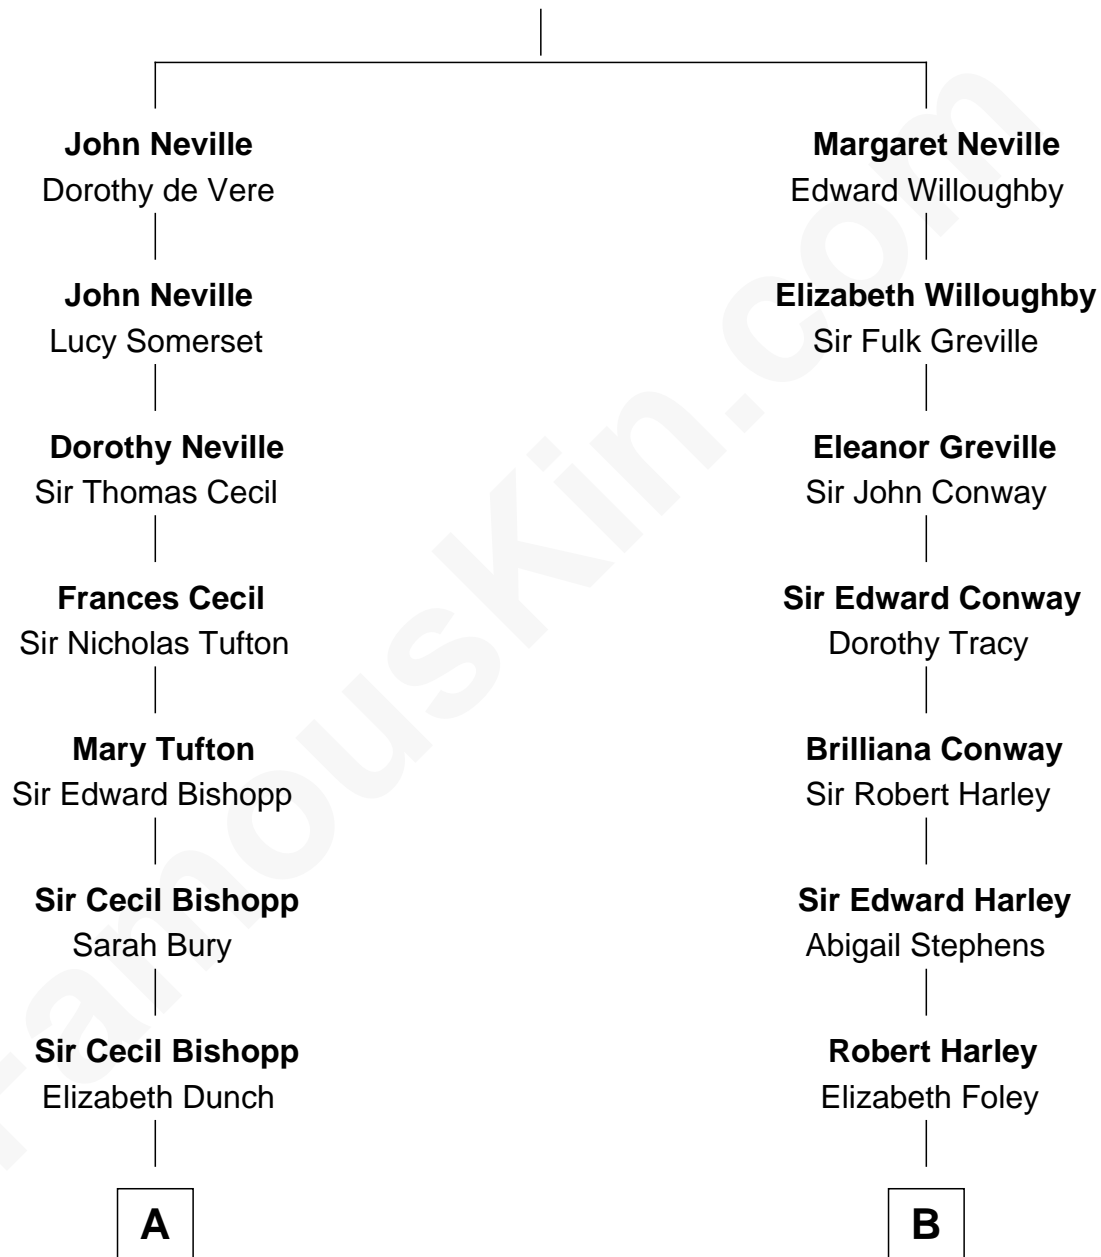 John Neville
Dorothy de Vere
John Neville
Lucy Somerset
Dorothy Neville
Sir Thomas Cecil
Frances Cecil
Sir Nicholas Tufton
Mary Tufton
Sir Edward Bishopp
Sir Cecil Bishopp
Sarah Bury
Sir Cecil Bishopp
Elizabeth Dunch
A
Margaret Neville
Edward Willoughby
Elizabeth Willoughby
Sir Fulk Greville
Eleanor Greville
Sir John Conway
Sir Edward Conway
Dorothy Tracy
Brilliana Conway
Sir Robert Harley
Sir Edward Harley
Abigail Stephens
Robert Harley
Elizabeth Foley
B
FamousKin.com